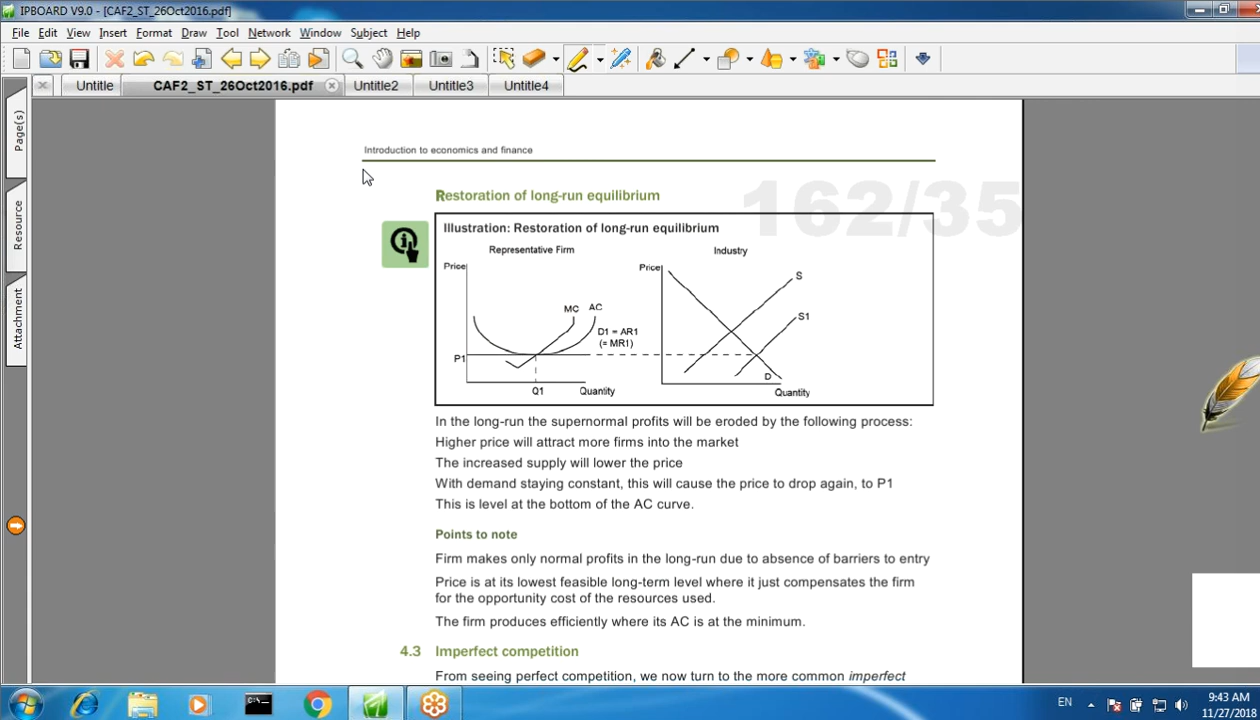 IPBOARD V9.0 - [CAF2_ST_26Oct2016.pdf]
File Edit View Insert Format Draw Tool Network Window Subject Help
Untitle CAF2_ST_26Oct2016.pdf Untitle2 Untitle3 Untitle4
Page(s)
Resource
Attachment
Introduction to economics and finance
162/35
Restoration of long-run equilibrium
Illustration: Restoration of long-run equilibrium
Representative Firm
Industry
Price
Price
S
MC AC
S1
D1 = AR1
(= MR1)
P1
D
Q1
Quantity
Quantity
In the long-run the supernormal profits will be eroded by the following process:
Higher price will attract more firms into the market
The increased supply will lower the price
With demand staying constant, this will cause the price to drop again, to P1
This is level at the bottom of the AC curve.
Points to note
Firm makes only normal profits in the long-run due to absence of barriers to entry
Price is at its lowest feasible long-term level where it just compensates the firm
for the opportunity cost of the resources used.
The firm produces efficiently where its AC is at the minimum.
4.3 Imperfect competition
From seeing perfect competition, we now turn to the more common imperfect
EN
9:43 AM
11/27/2018